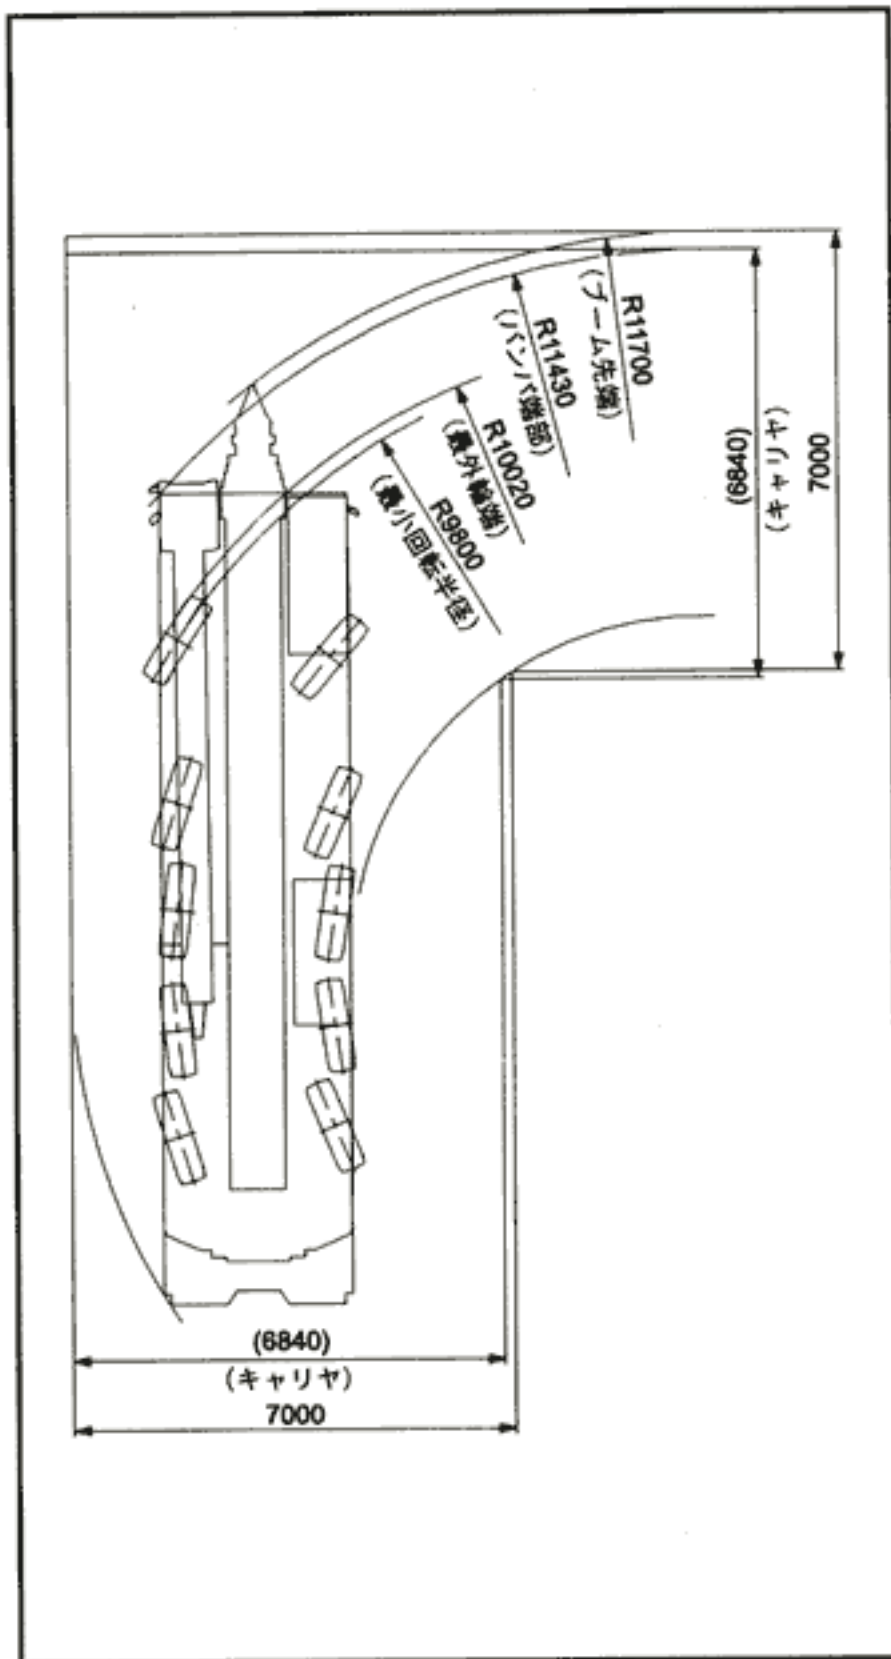 R11700
(ブーム先端)
R11430
(バンパ端部)
R10020
(最外輪端)
R9800
(最小回転半径)
(6840)
(キャリヤ)
7000
(6840)
(キャリヤ)
7000